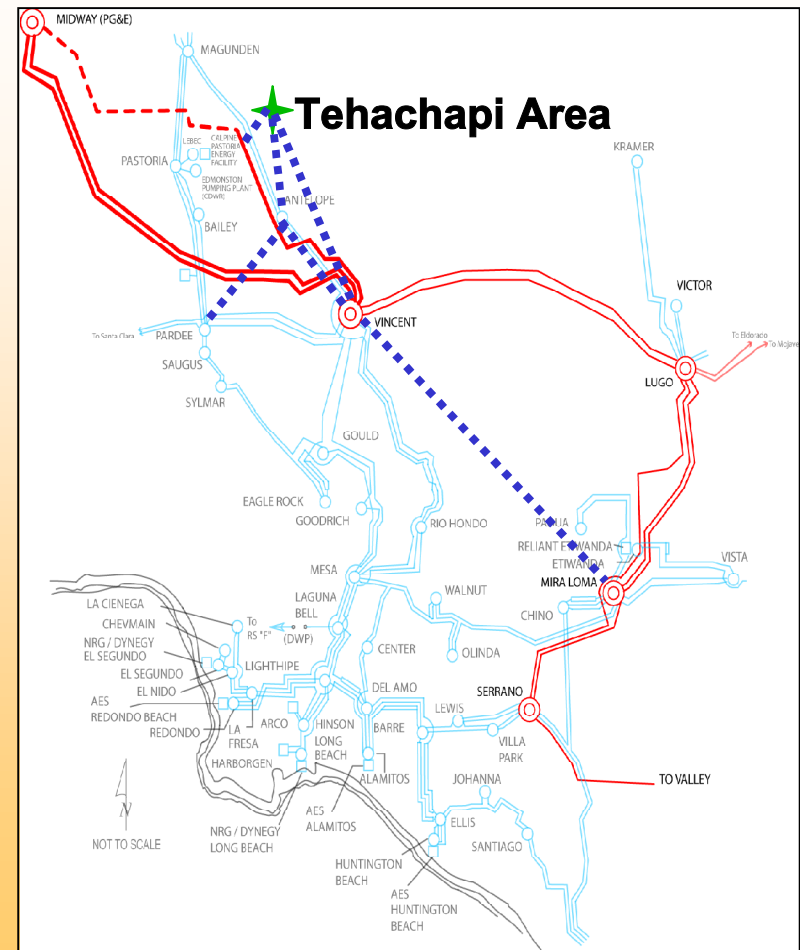 MIDWAY (PG&E)
MAGUNDEN
Tehachapi Area
LEBEC
CALPINE
PASTORIA
ENERGY
FACILITY
PASTORIA
EDMONSTON
PUMPING PLANT
(CDWR)
KRAMER
ANTELOPE
BAILEY
VICTOR
VINCENT
To Santa Clara
PARDEE
To Eldorado
To Mojave
SAUGUS
LUGO
SYLMAR
GOULD
EAGLE ROCK
GOODRICH
RIO HONDO
PADUA
RELIANT ETIWANDA
ETIWANDA
VISTA
MESA
MIRA LOMA
WALNUT
LA CIENEGA
LAGUNA
BELL
CHINO
CHEVMAIN
To
RS "E"
(DWP)
NRG / DYNEGY
EL SEGUNDO
CENTER
OLINDA
EL SEGUNDO
LIGHTHIPE
EL NIDO
DEL AMO
SERRANO
AES
REDONDO BEACH
LEWIS
REDONDO
LA
FRESA
ARCO
HINSON
BARRE
LONG
BEACH
VILLA
PARK
HARBORGEN
ALAMITOS
JOHANNA
TO VALLEY
N
NOT TO SCALE
AES
ALAMITOS
NRG / DYNEGY
LONG BEACH
ELLIS
SANTIAGO
HUNTINGTON
BEACH
AES
HUNTINGTON
BEACH